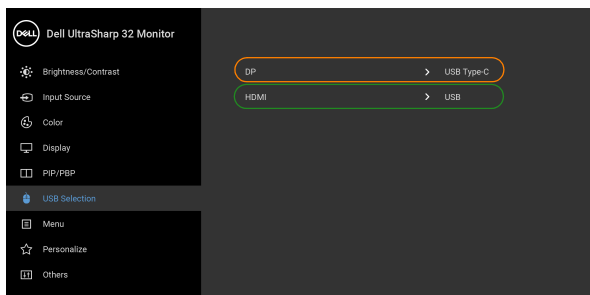 DELL Dell UltraSharp 32 Monitor
Brightness/Contrast
DP > USB Type-C
Input Source
HDMI > USB
Color
Display
PIP/PBP
USB Selection
Menu
Personalize
Others